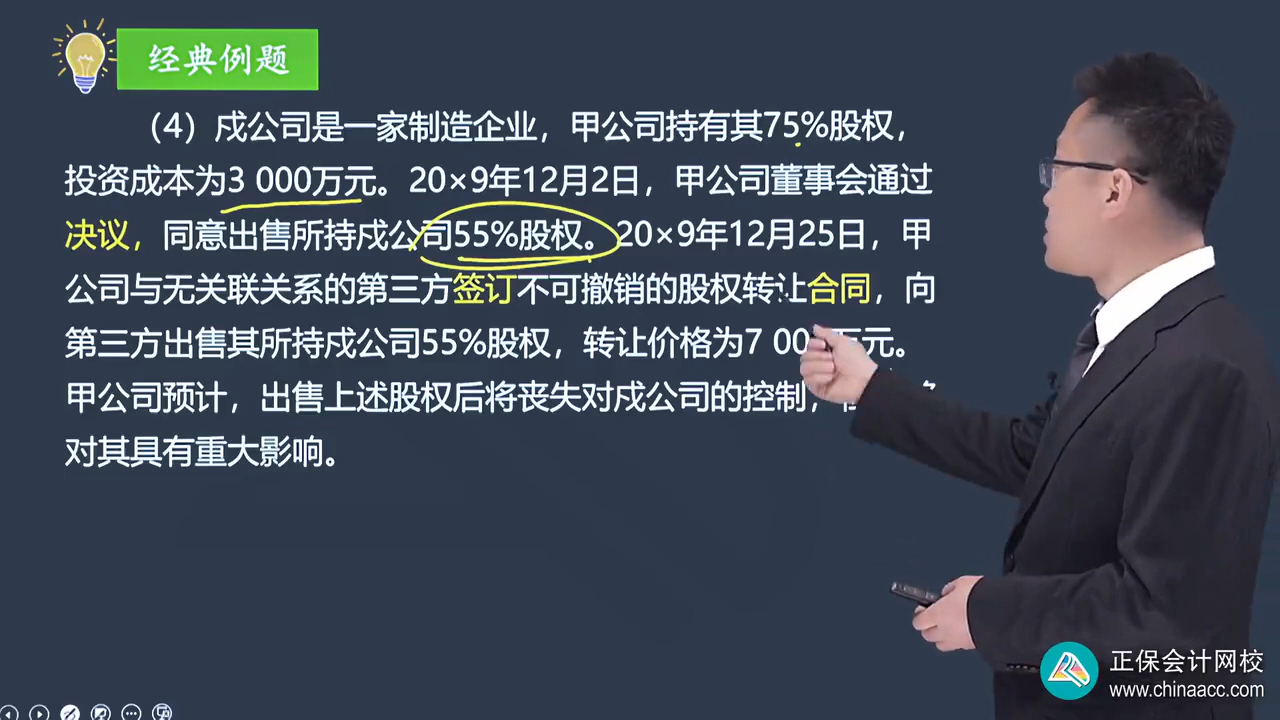 经典例题
（4）戍公司是一家制造企业，甲公司持有其75%股权，
投资成本为3 000万元。20×9年12月2日，甲公司董事会通过
决议，同意出售所持戍公司55%股权。20×9年12月25日，甲
公司与无关联关系的第三方签订不可撤销的股权转让合同，向
第三方出售其所持戍公司55%股权，转让价格为7 00万元。
甲公司预计，出售上述股权后将丧失对戍公司的控制，
对其具有重大影响。
正保会计网校
www.chinaacc.com